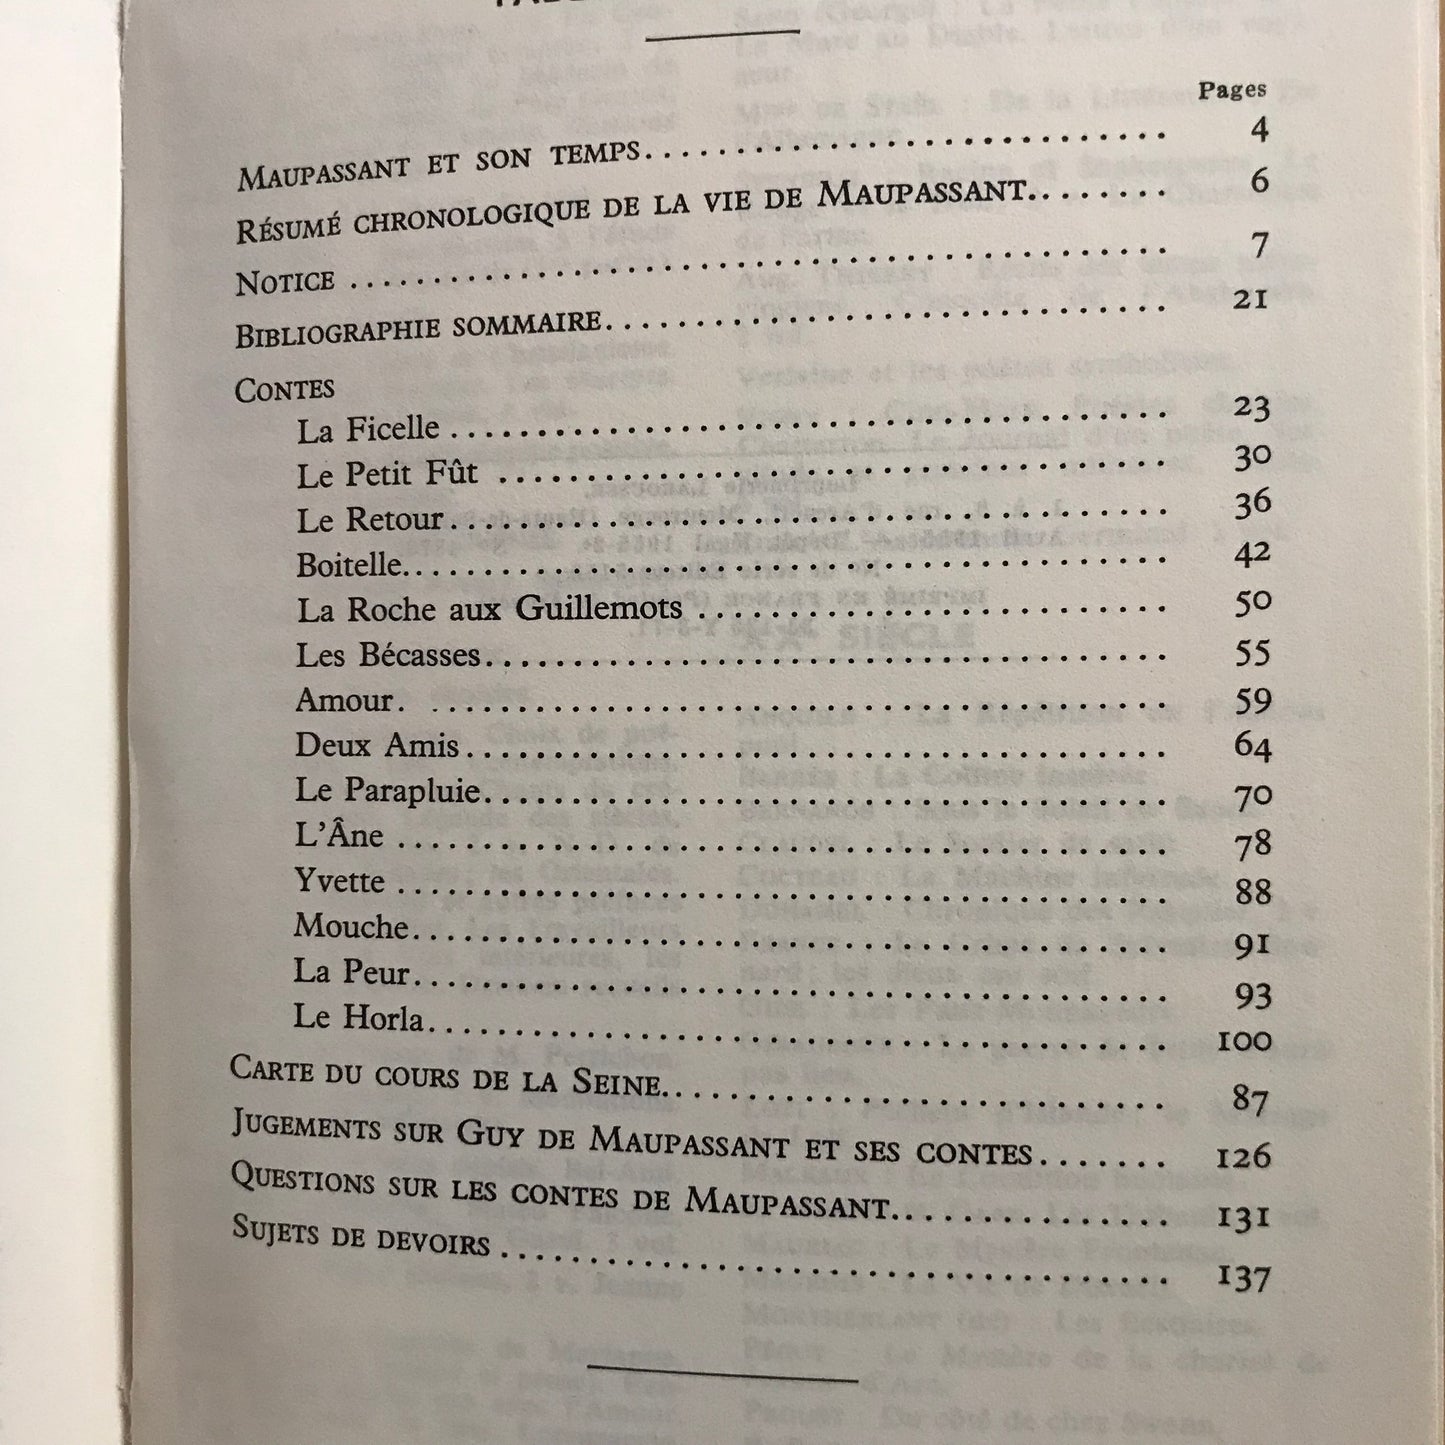 Pages
MAUPASSANT ET SON TEMPS. . . . . . . . . . . . . . . . . . . . . . . . . . . . . 4
RÉSUMÉ CHRONOLOGIQUE DE LA VIE DE MAUPASSANT. . . . . . . . 6
NOTICE . . . . . . . . . . . . . . . . . . . . . . . . . . . . . . . . . . . . . . . . . . . . . 7
BIBLIOGRAPHIE SOMMAIRE. . . . . . . . . . . . . . . . . . . . . . . . . . . . . . . 21
CONTES
La Ficelle . . . . . . . . . . . . . . . . . . . . . . . . . . . . . . . . . . . . . . . . 23
Le Petit Fût . . . . . . . . . . . . . . . . . . . . . . . . . . . . . . . . . . . . . 30
Le Retour. . . . . . . . . . . . . . . . . . . . . . . . . . . . . . . . . . . . . . . . 36
Boitelle. . . . . . . . . . . . . . . . . . . . . . . . . . . . . . . . . . . . . . . . . . 42
La Roche aux Guillemots . . . . . . . . . . . . . . . . . . . . . . . . . . 50
Les Bécasses. . . . . . . . . . . . . . . . . . . . . . . . . . . . . . . . . . . . . . 55
Amour. . . . . . . . . . . . . . . . . . . . . . . . . . . . . . . . . . . . . . . . . . 59
Deux Amis. . . . . . . . . . . . . . . . . . . . . . . . . . . . . . . . . . . . . . . 64
Le Parapluie. . . . . . . . . . . . . . . . . . . . . . . . . . . . . . . . . . . . . . 70
L'Âne . . . . . . . . . . . . . . . . . . . . . . . . . . . . . . . . . . . . . . . . . . . 78
Yvette . . . . . . . . . . . . . . . . . . . . . . . . . . . . . . . . . . . . . . . . . . . 88
Mouche. . . . . . . . . . . . . . . . . . . . . . . . . . . . . . . . . . . . . . . . . . 91
La Peur. . . . . . . . . . . . . . . . . . . . . . . . . . . . . . . . . . . . . . . . . . 93
Le Horla. . . . . . . . . . . . . . . . . . . . . . . . . . . . . . . . . . . . . . . . . 100
CARTE DU COURS DE LA SEINE. . . . . . . . . . . . . . . . . . . . . . . . . . . . 87
JUGEMENTS SUR GUY DE MAUPASSANT ET SES CONTES. . . . . . . 126
QUESTIONS SUR LES CONTES DE MAUPASSANT. . . . . . . . . . . . . . . . 131
SUJETS DE DEVOIRS . . . . . . . . . . . . . . . . . . . . . . . . . . . . . . . . . . . . . 137